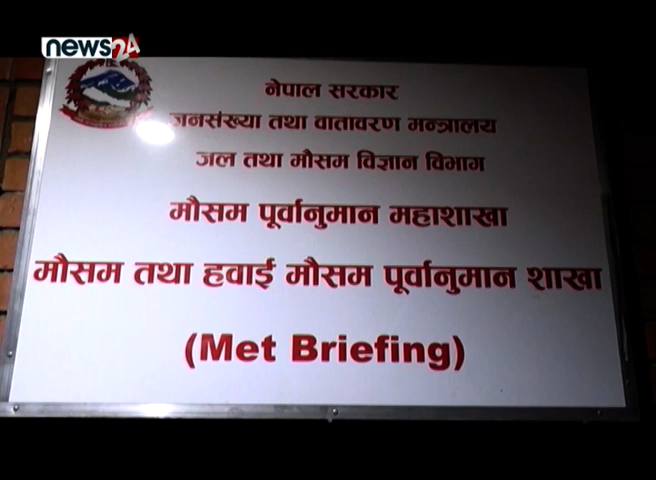 news24
नेपाल सरकार
जनसंख्या तथा वातावरण मन्त्रालय
जल तथा मौसम विज्ञान विभाग
मौसम पूर्वानुमान महाशाखा
मौसम तथा हवाई मौसम पूर्वानुमान शाखा
(Met Briefing)